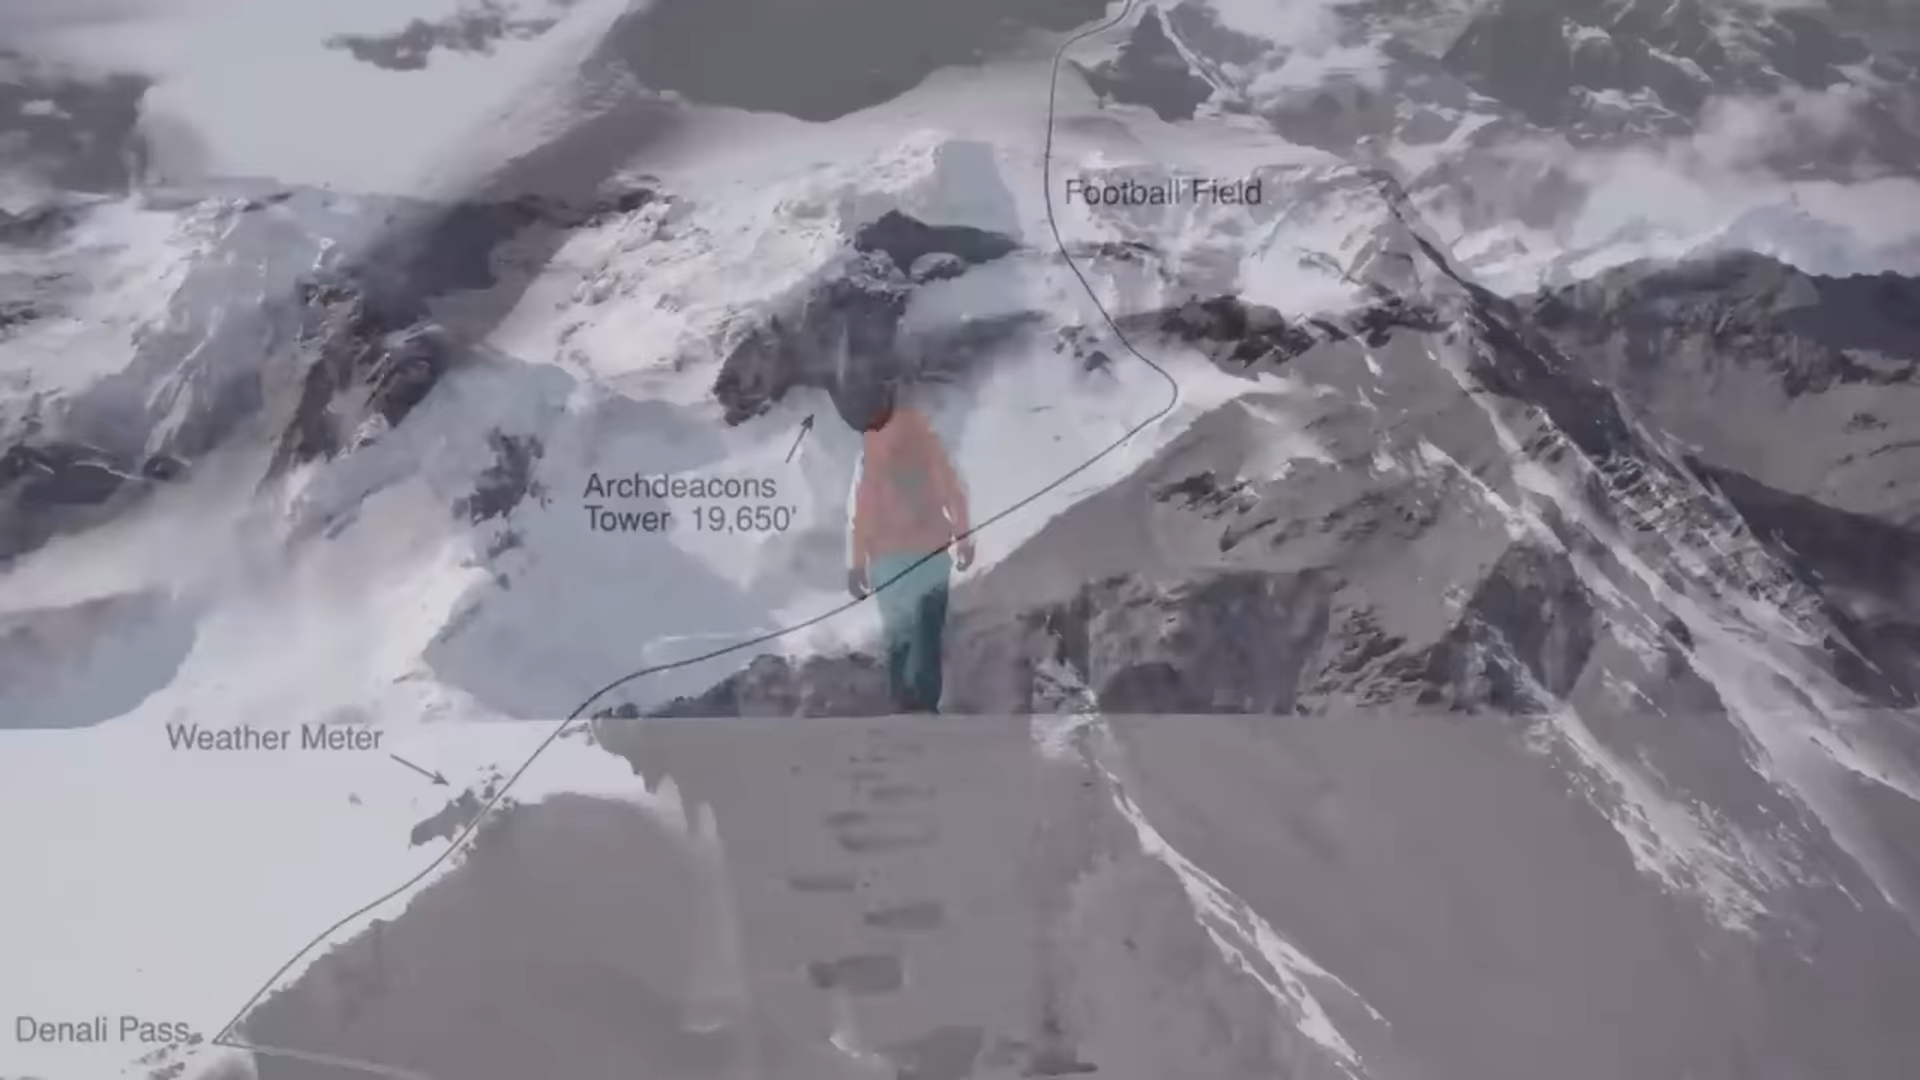 Football Field
Archdeacons
Tower 19,650'
Weather Meter
Denali Pass